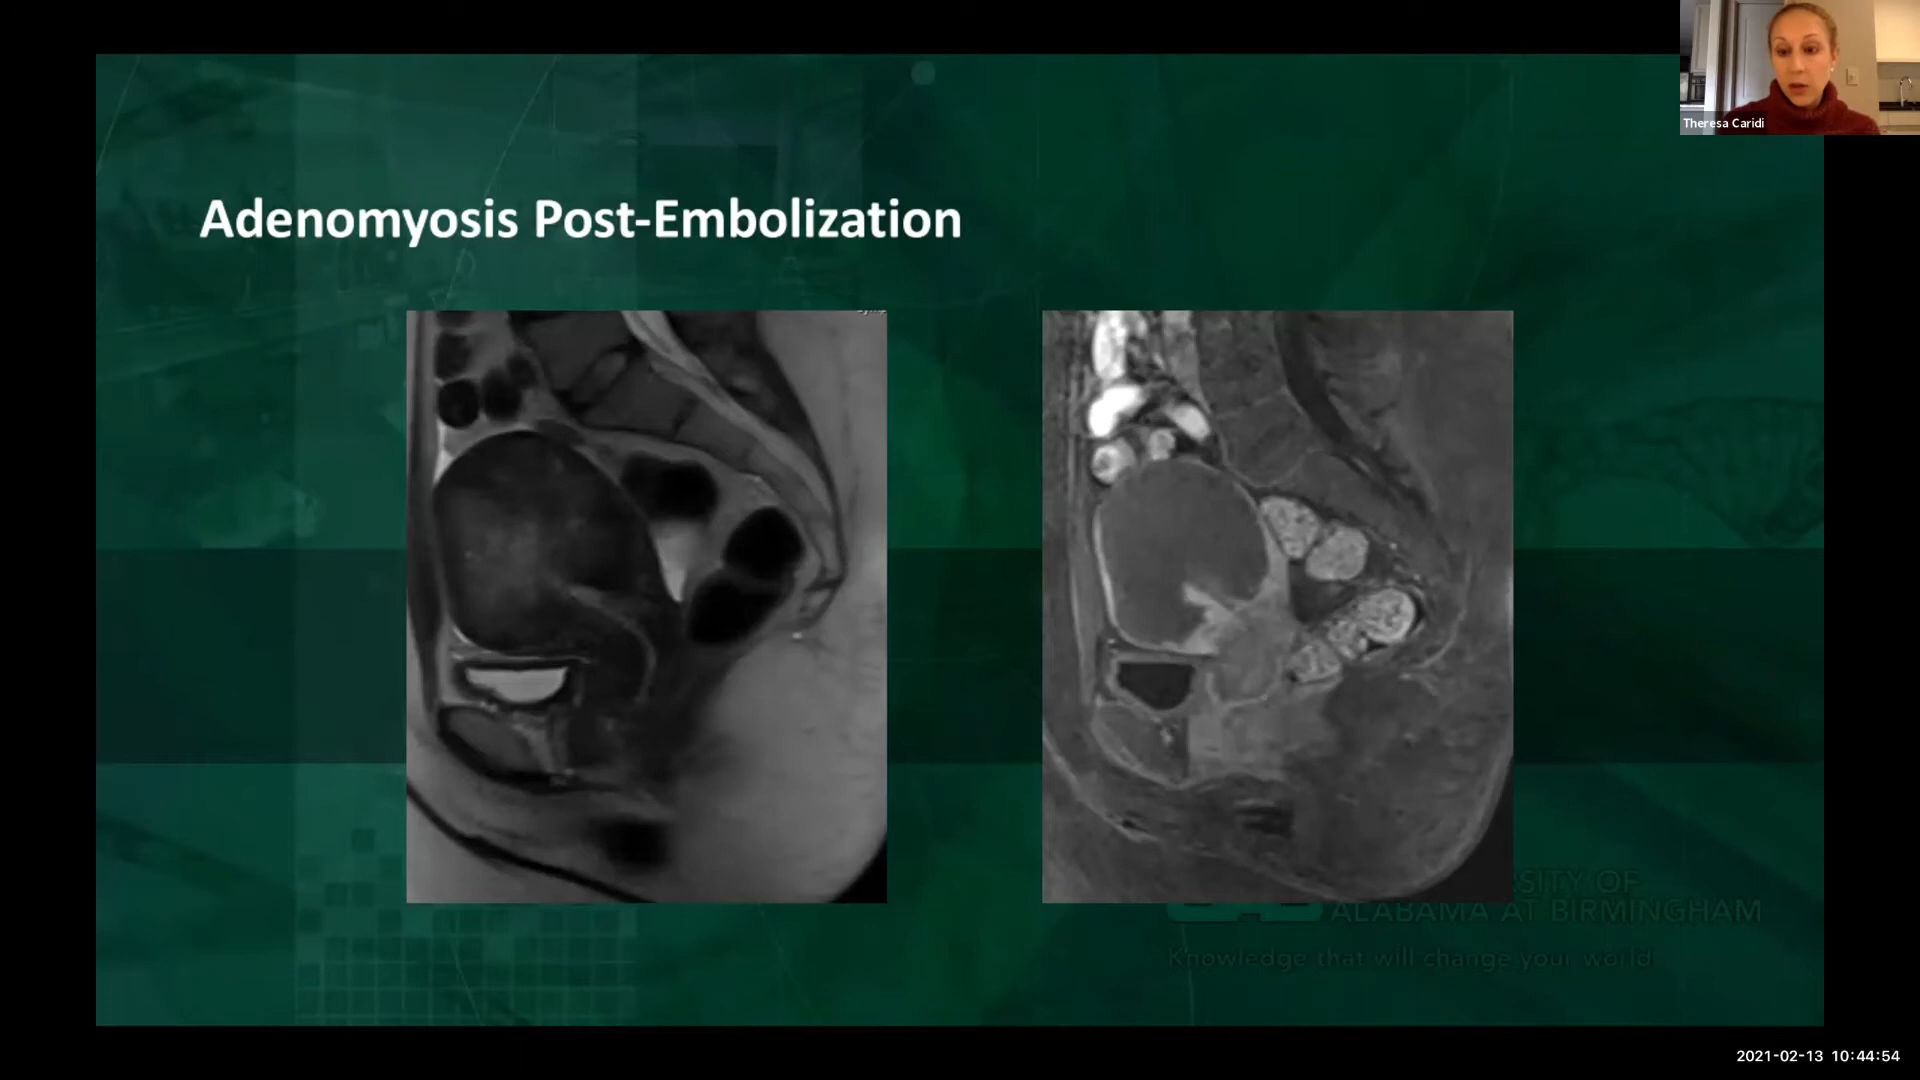 Theresa Caridi
Adenomyosis Post-Embolization
SITY OF
ALABAMA AT BIRMINGHAM
Knowledge that will change your world
2021-02-13 10:44:54